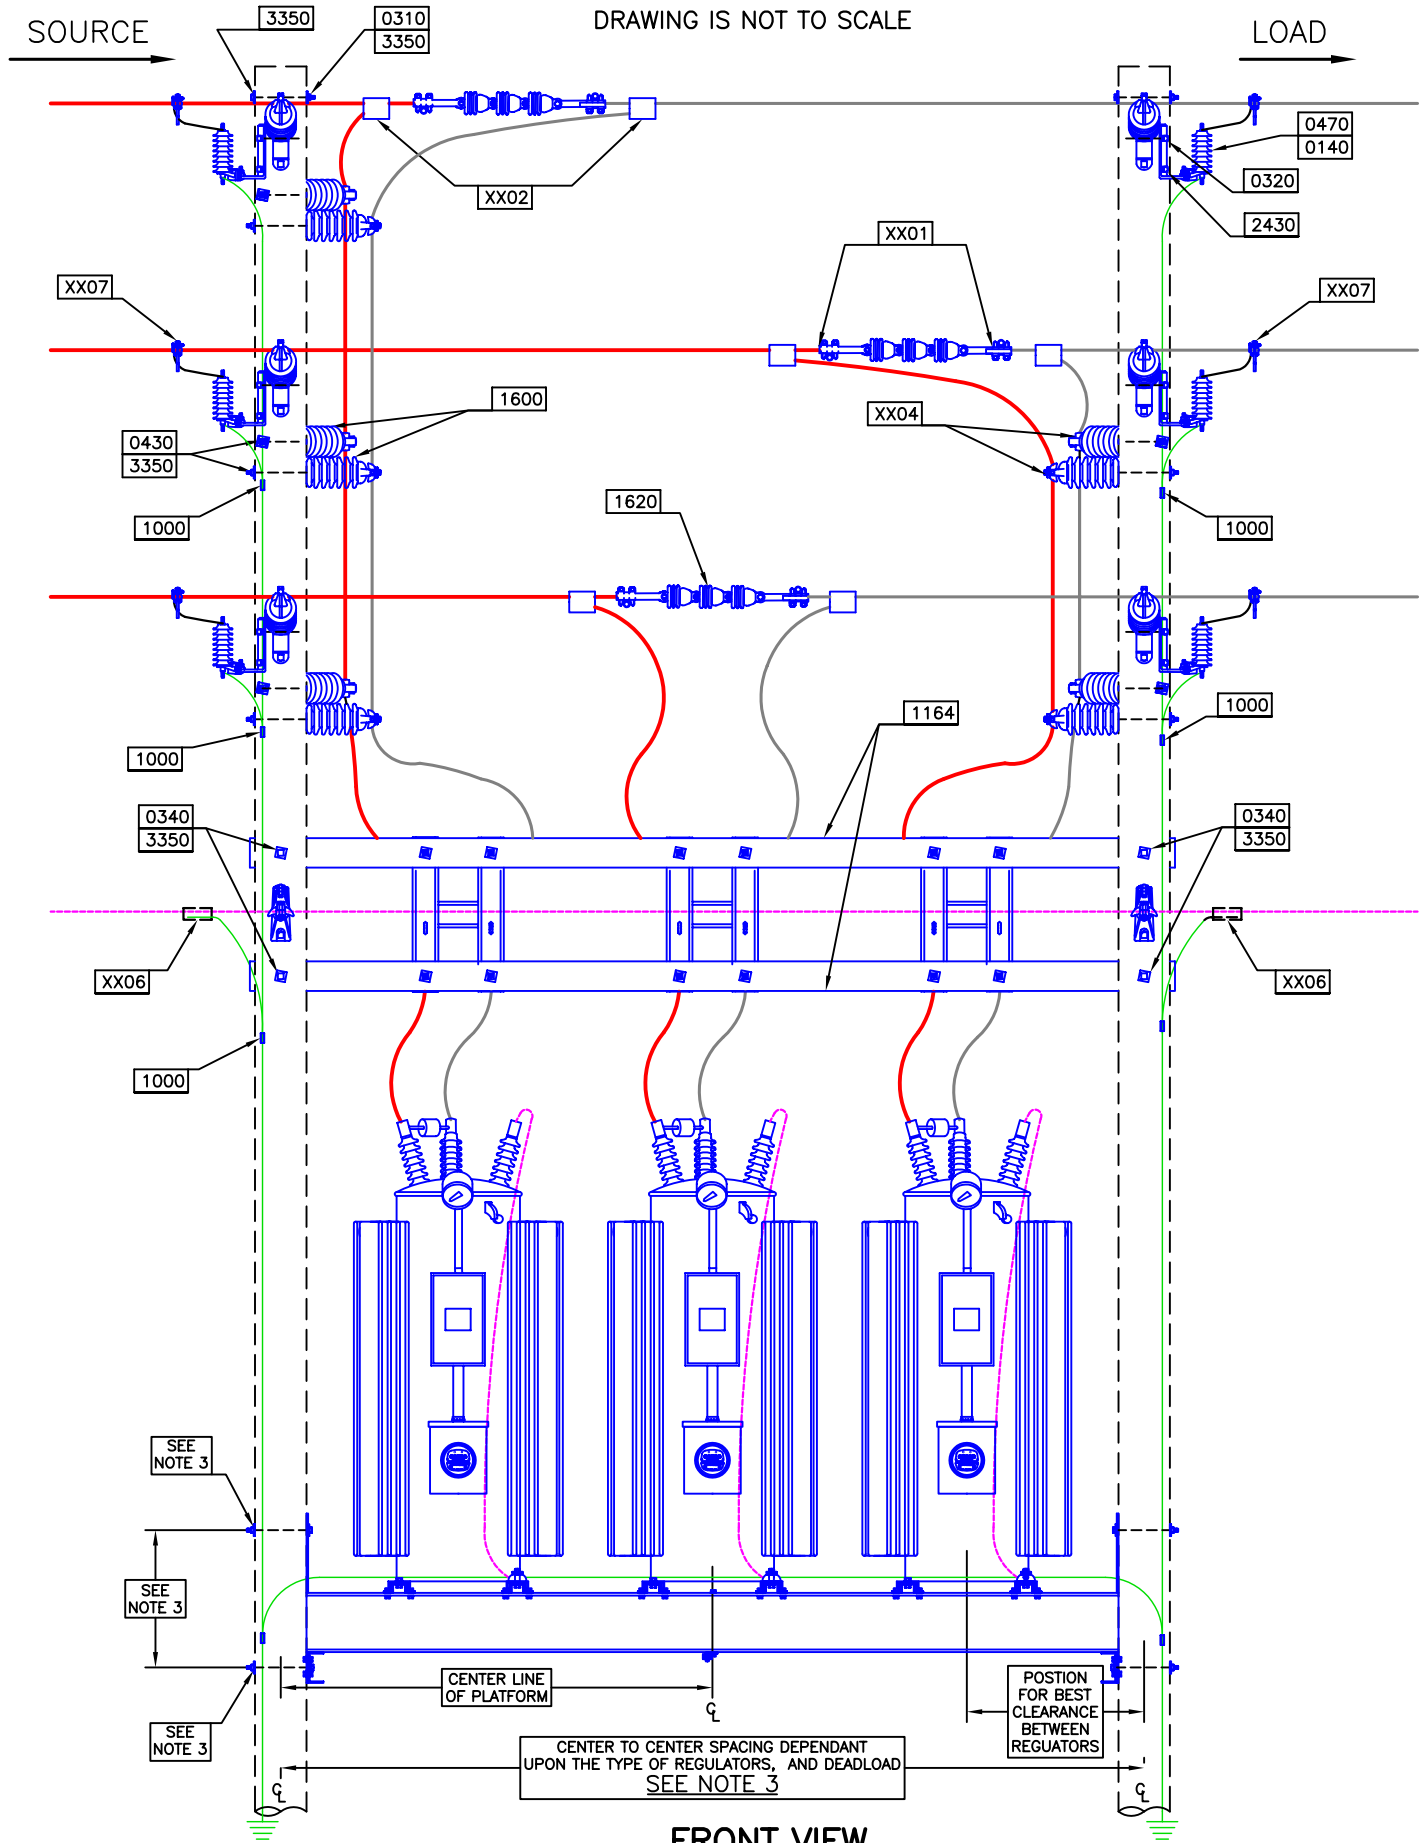 DRAWING IS NOT TO SCALE
SOURCE
3350
0310
3350
LOAD
0470
0140
0320
2430
XX02
XX01
XX07
XX07
1600
XX04
0430
3350
1620
1000
1000
1164
1000
1000
0340
3350
0340
3350
XX06
XX06
1000
SEE
NOTE 3
SEE
NOTE 3
CENTER LINE
OF PLATFORM
POSTION
FOR BEST
CLEARANCE
BETWEEN
REGUATORS
SEE
NOTE 3
CENTER TO CENTER SPACING DEPENDANT
UPON THE TYPE OF REGULATORS, AND DEADLOAD
SEE NOTE 3
FRONT VIEW